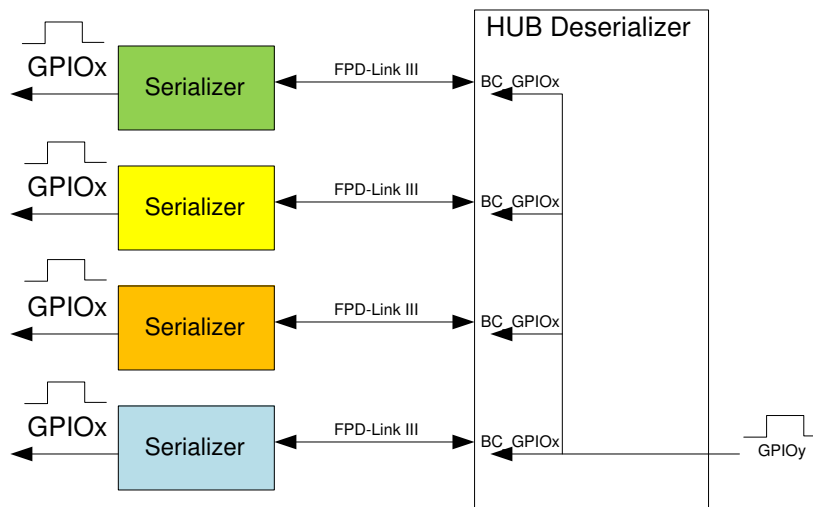 HUB Deserializer
GPIOx
Serializer
FPD-Link III
BC_GPIOx
GPIOx
Serializer
FPD-Link III
BC_GPIOx
GPIOx
Serializer
FPD-Link III
BC_GPIOx
GPIOx
Serializer
FPD-Link III
BC_GPIOx
GPIOy